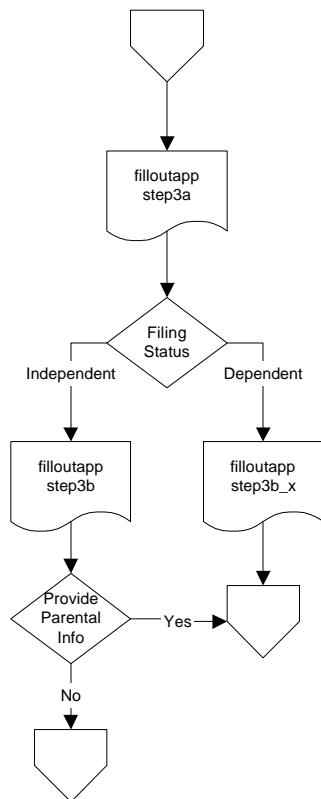 filloutapp
step3a
Filing
Status
Independent
Dependent
filloutapp
step3b
filloutapp
step3b_x
Provide
Parental
Info
Yes
No